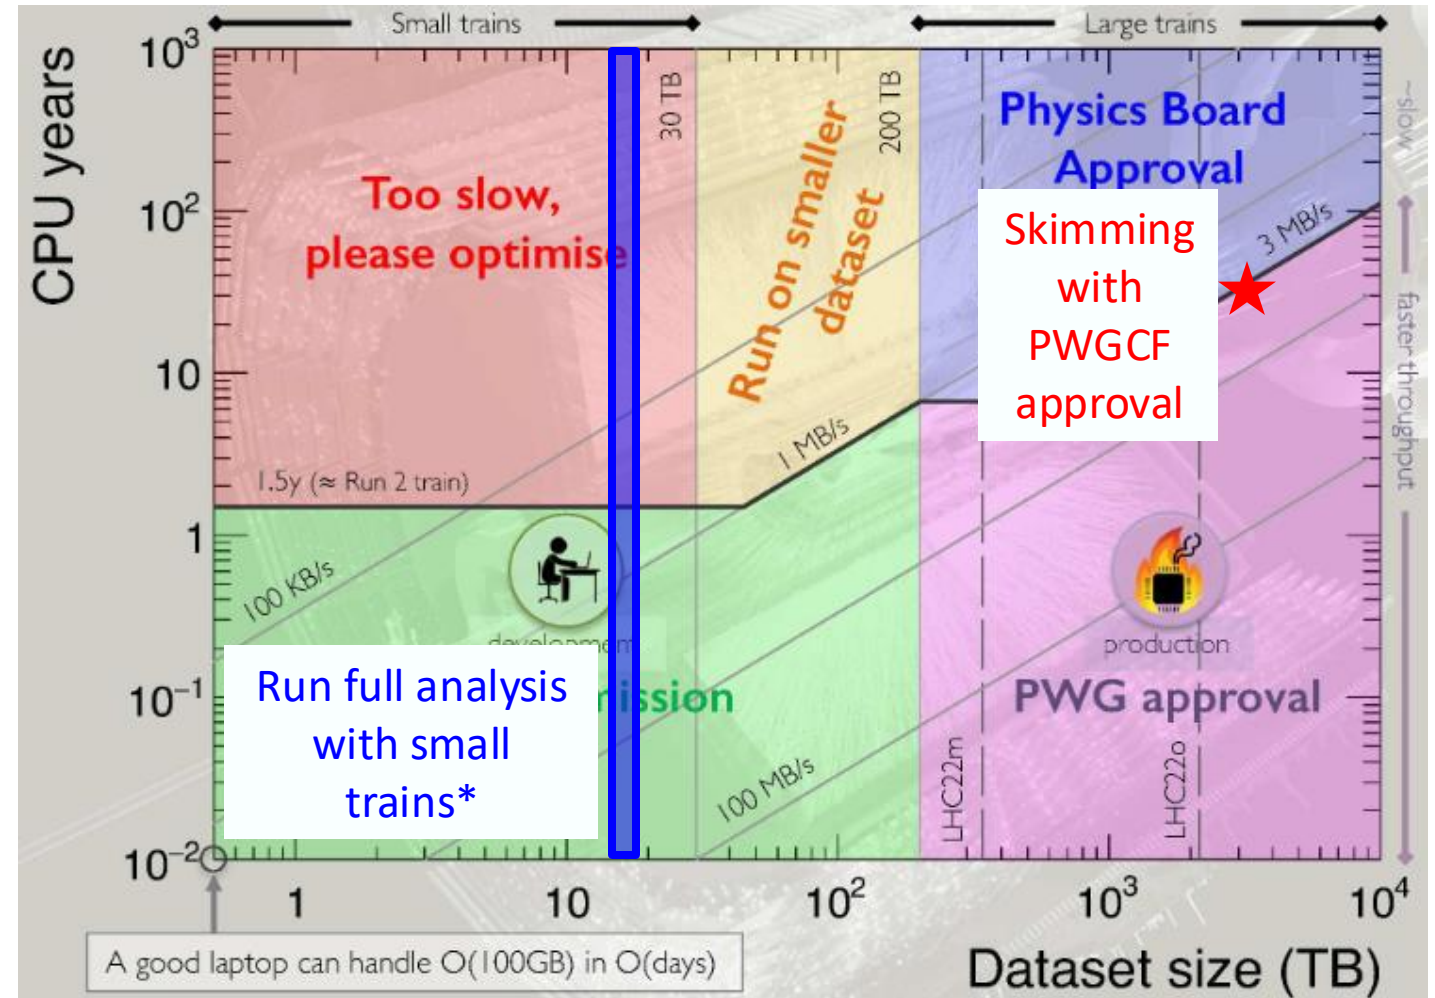 Small trains
Large trains
CPU years
10³
10²
10
1
10⁻¹
10⁻²
30 TB
200 TB
~slow
faster throughput
Too slow,
please optimise
Run on smaller
dataset
Physics Board
Approval
Skimming
with
PWGCF
approval
3 MB/s
1 MB/s
1.5y (≈ Run 2 train)
100 KB/s
100 MB/s
development
production
Run full analysis
with small
trains*
ission
PWG approval
LHC22m
LHC22o
1
10
10²
10³
10⁴
A good laptop can handle O(100GB) in O(days)
Dataset size (TB)